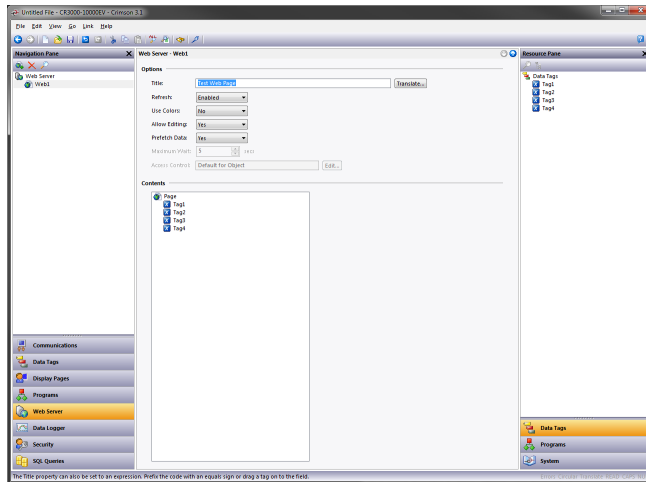 Untitled File - CR3000-10000EV - Crimson 3.1
File Edit View Go Link Help
Navigation Pane
Web Server
Web1
Communications
Data Tags
Display Pages
Programs
Web Server
Data Logger
Security
SQL Queries
Web Server - Web1
Options
Title: Test Web Page Translate...
Refresh: Enabled
Use Colors: No
Allow Editing: Yes
Prefetch Data: Yes
Maximum Wait: 5 secs
Access Control: Default for Object Edit...
Contents
Page
Tag1
Tag2
Tag3
Tag4
Resource Pane
Data Tags
Tag1
Tag2
Tag3
Tag4
Data Tags
Programs
System
The Title property can also be set to an expression. Prefix the code with an equals sign or drag a tag on to the field.
Errors Circular Translate READ CAPS